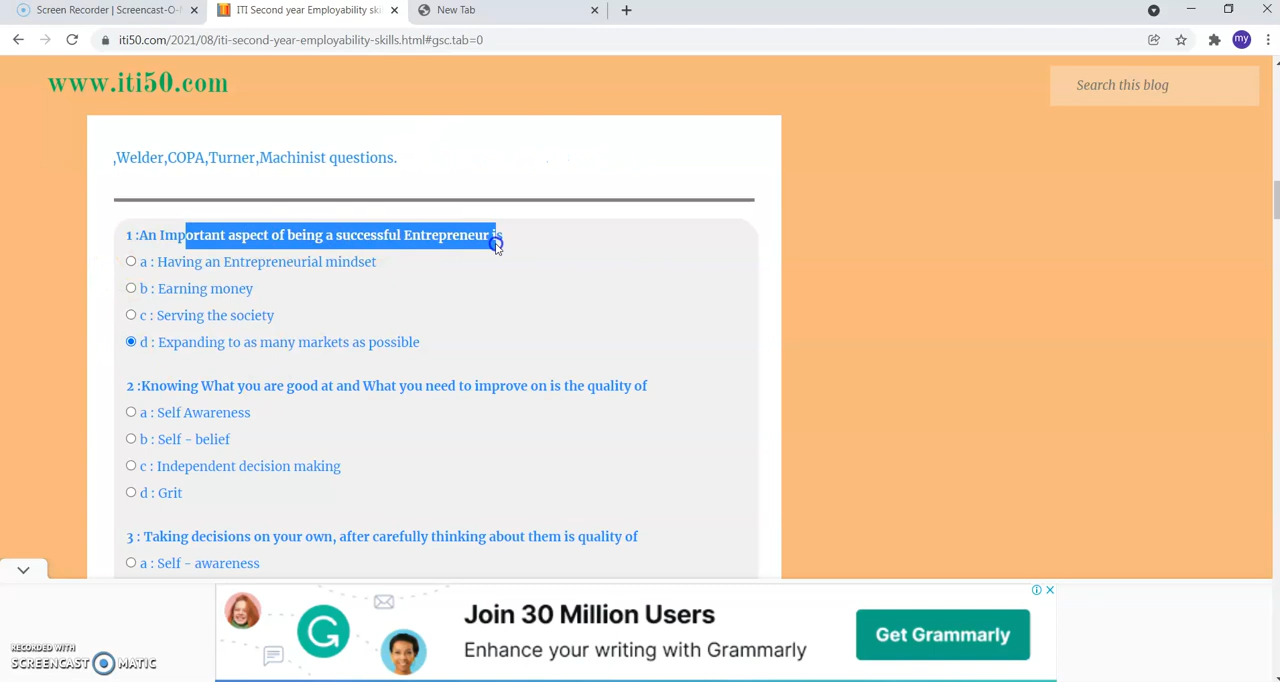 Screen Recorder | Screencast-O-
ITI Second year Employability sk
New Tab
iti50.com/2021/08/iti-second-year-employability-skills.html#gsc.tab=0
my
www.iti50.com
Search this blog
,Welder,COPA,Turner,Machinist questions.
1 :An Important aspect of being a successful Entrepreneur is
a : Having an Entrepreneurial mindset
b : Earning money
c : Serving the society
d : Expanding to as many markets as possible
2 :Knowing What you are good at and What you need to improve on is the quality of
a : Self Awareness
b : Self - belief
c : Independent decision making
d : Grit
3 : Taking decisions on your own, after carefully thinking about them is quality of
a : Self - awareness
Join 30 Million Users
Enhance your writing with Grammarly
Get Grammarly
RECORDED WITH
SCREENCAST MATIC